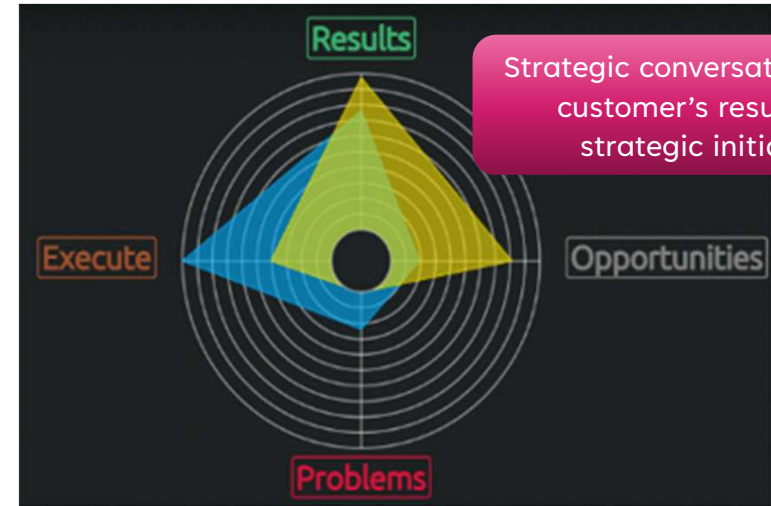 Results
Strategic
customer's
strategic
Execute
Opportunities
Problems